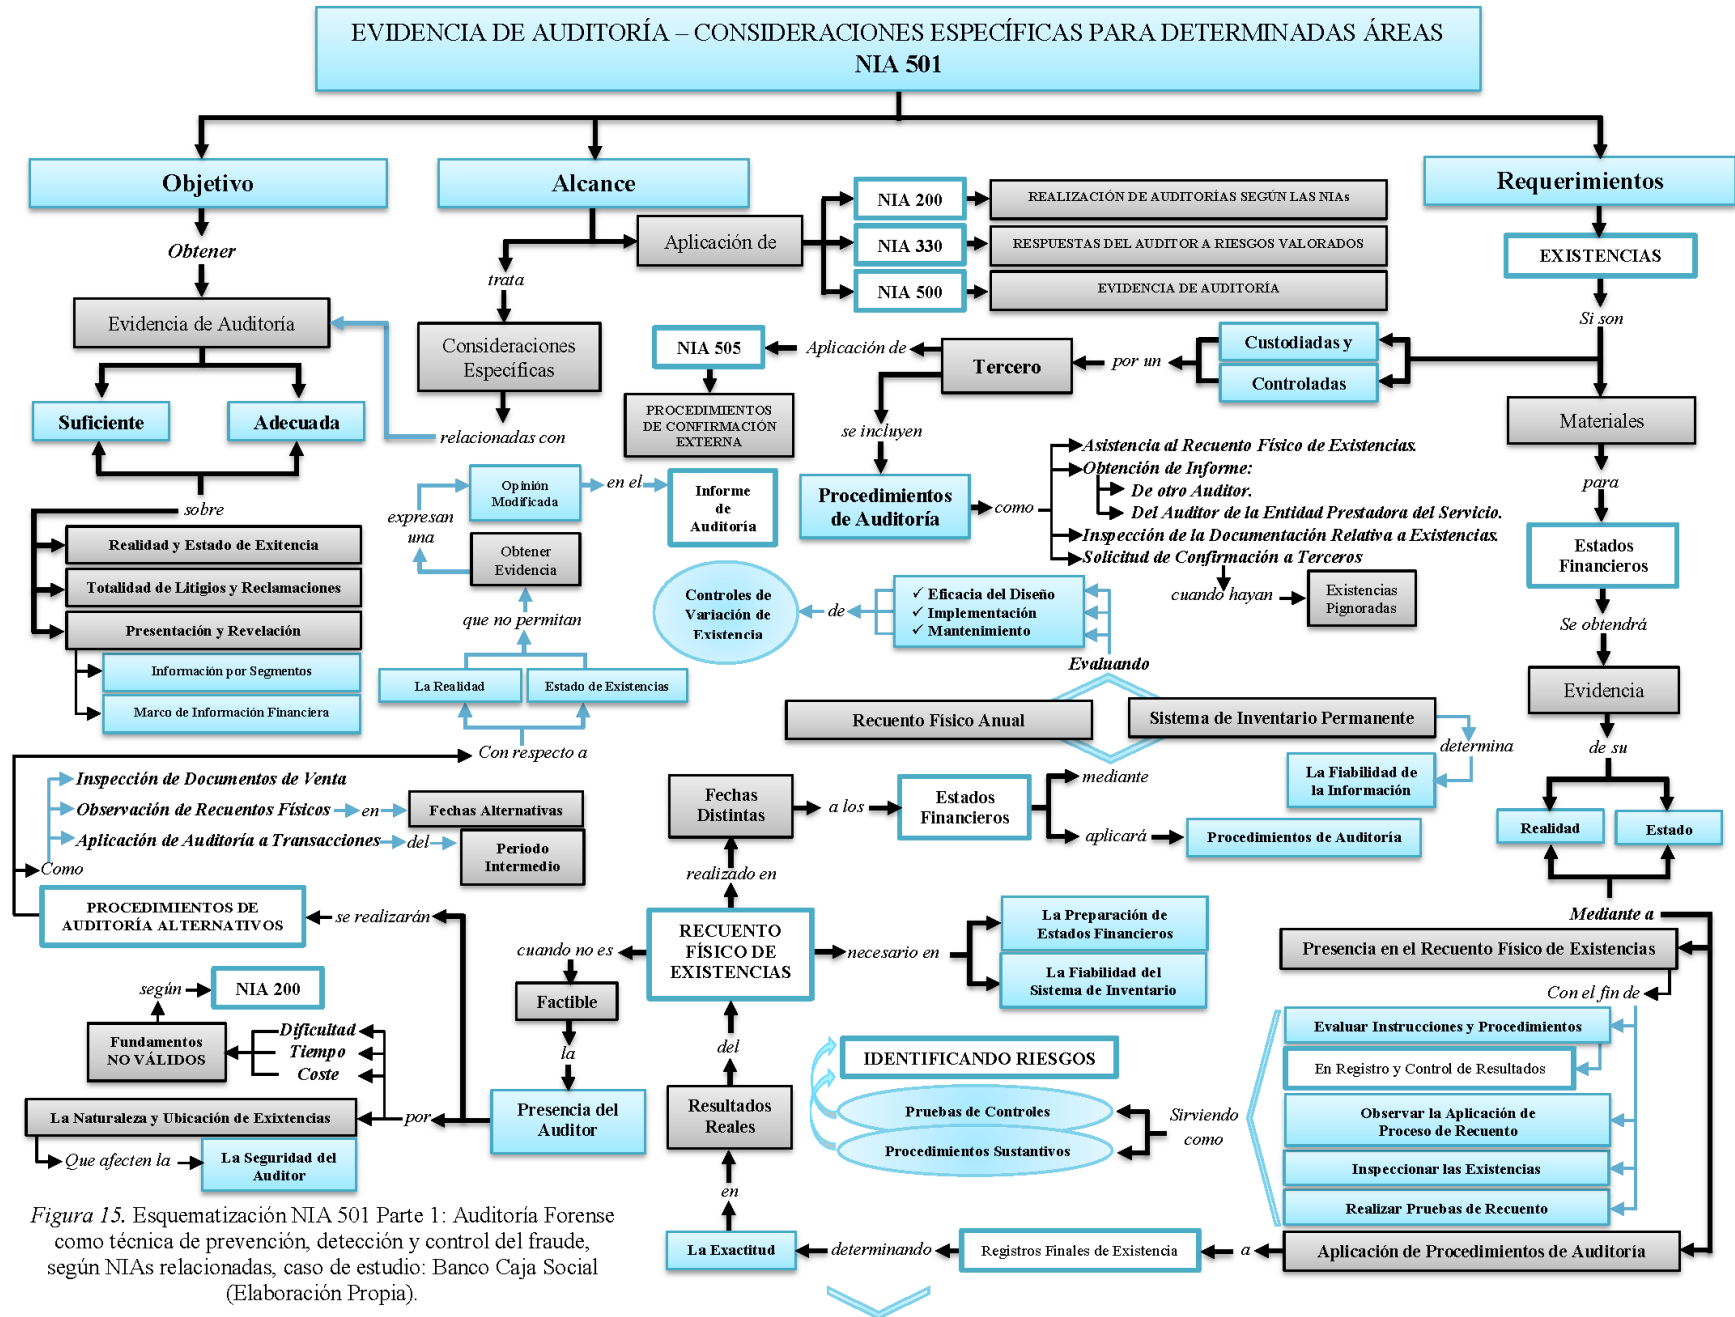 EVIDENCIA DE AUDITORÍA – CONSIDERACIONES ESPECÍFICAS PARA DETERMINADAS ÁREAS
NIA 501
Objetivo
Obtener
Evidencia de Auditoría
Suficiente
Adecuada
sobre
Realidad y Estado de Exitencia
Totalidad de Litigios y Reclamaciones
Presentación y Revelación
Información por Segmentos
Marco de Información Financiera
Alcance
Aplicación de
NIA 200
REALIZACIÓN DE AUDITORÍAS SEGÚN LAS NIAs
NIA 330
RESPUESTAS DEL AUDITOR A RIESGOS VALORADOS
NIA 500
EVIDENCIA DE AUDITORÍA
trata
Consideraciones
Específicas
relacionadas con
Requerimientos
EXISTENCIAS
Si son
Custodiadas y
Controladas
por un
Tercero
Aplicación de
NIA 505
PROCEDIMIENTOS
DE CONFIRMACIÓN
EXTERNA
se incluyen
Procedimientos
de Auditoría
como
Asistencia al Recuento Físico de Existencias.
Obtención de Informe:
De otro Auditor.
Del Auditor de la Entidad Prestadora del Servicio.
Inspección de la Documentación Relativa a Existencias.
Solicitud de Confirmación a Terceros
cuando hayan
Existencias
Pignoradas
Materiales
para
Estados
Financieros
Se obtendrá
Evidencia
de su
Realidad
Estado
Mediante a
Presencia en el Recuento Físico de Existencias
Con el fin de
Evaluar Instrucciones y Procedimientos
En Registro y Control de Resultados
Observar la Aplicación de
Proceso de Recuento
Inspeccionar las Existencias
Realizar Pruebas de Recuento
Sirviendo
como
Pruebas de Controles
Procedimientos Sustantivos
IDENTIFICANDO RIESGOS
Aplicación de Procedimientos de Auditoría
a
Registros Finales de Existencia
determinando
La Exactitud
en
Resultados
Reales
del
RECUENTO
FÍSICO DE
EXISTENCIAS
necesario en
La Preparación de
Estados Financieros
La Fiabilidad del
Sistema de Inventario
realizado en
Fechas
Distintas
a los
Estados
Financieros
mediante
aplicará
Procedimientos de Auditoría
Recuento Físico Anual
Sistema de Inventario Permanente
determina
La Fiabilidad de
la Información
Evaluando
✓ Eficacia del Diseño
✓ Implementación
✓ Mantenimiento
de
Controles de
Variación de
Existencia
cuando no es
Factible
la
Presencia del
Auditor
por
Dificultad
Tiempo
Coste
Fundamentos
NO VÁLIDOS
según
NIA 200
La Naturaleza y Ubicación de Exixtencias
Que afecten la
La Seguridad del
Auditor
se realizarán
PROCEDIMIENTOS DE
AUDITORÍA ALTERNATIVOS
Como
Inspección de Documentos de Venta
Observación de Recuentos Físicos
en
Fechas Alternativas
Aplicación de Auditoría a Transacciones
del
Periodo
Intermedio
Con respecto a
La Realidad
Estado de Existencias
que no permitan
Obtener
Evidencia
expresan
una
Opinión
Modificada
en el
Informe
de
Auditoría
Figura 15. Esquematización NIA 501 Parte 1: Auditoría Forense
como técnica de prevención, detección y control del fraude,
según NIAs relacionadas, caso de estudio: Banco Caja Social
(Elaboración Propia).